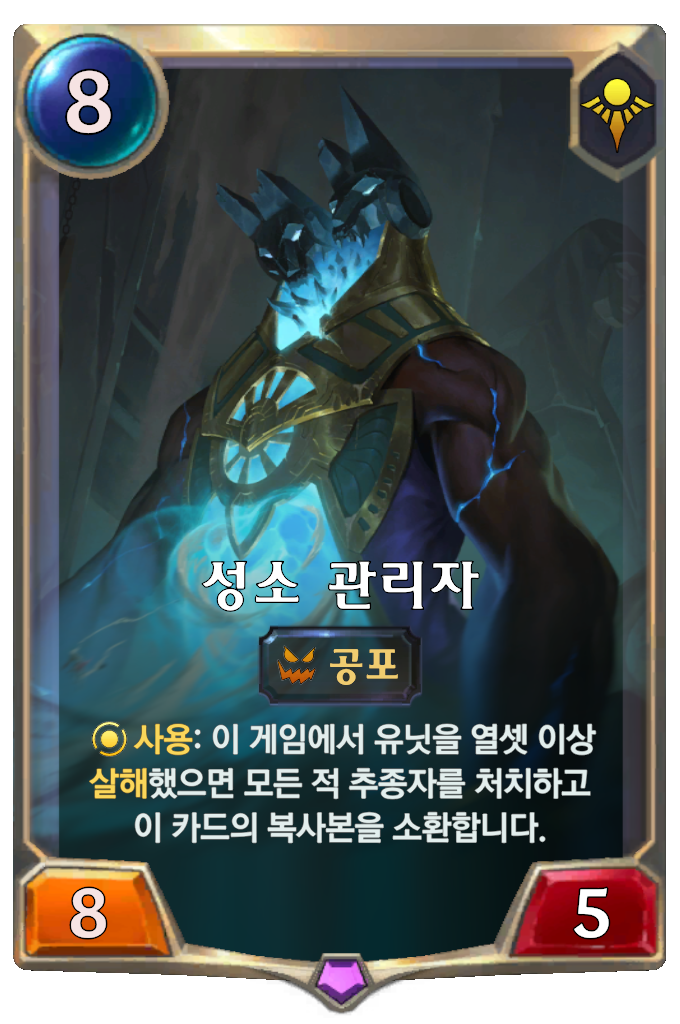 8
성소 관리자
공포
사용: 이 게임에서 유닛을 열셋 이상
살해했으면 모든 적 추종자를 처치하고
이 카드의 복사본을 소환합니다.
8
5